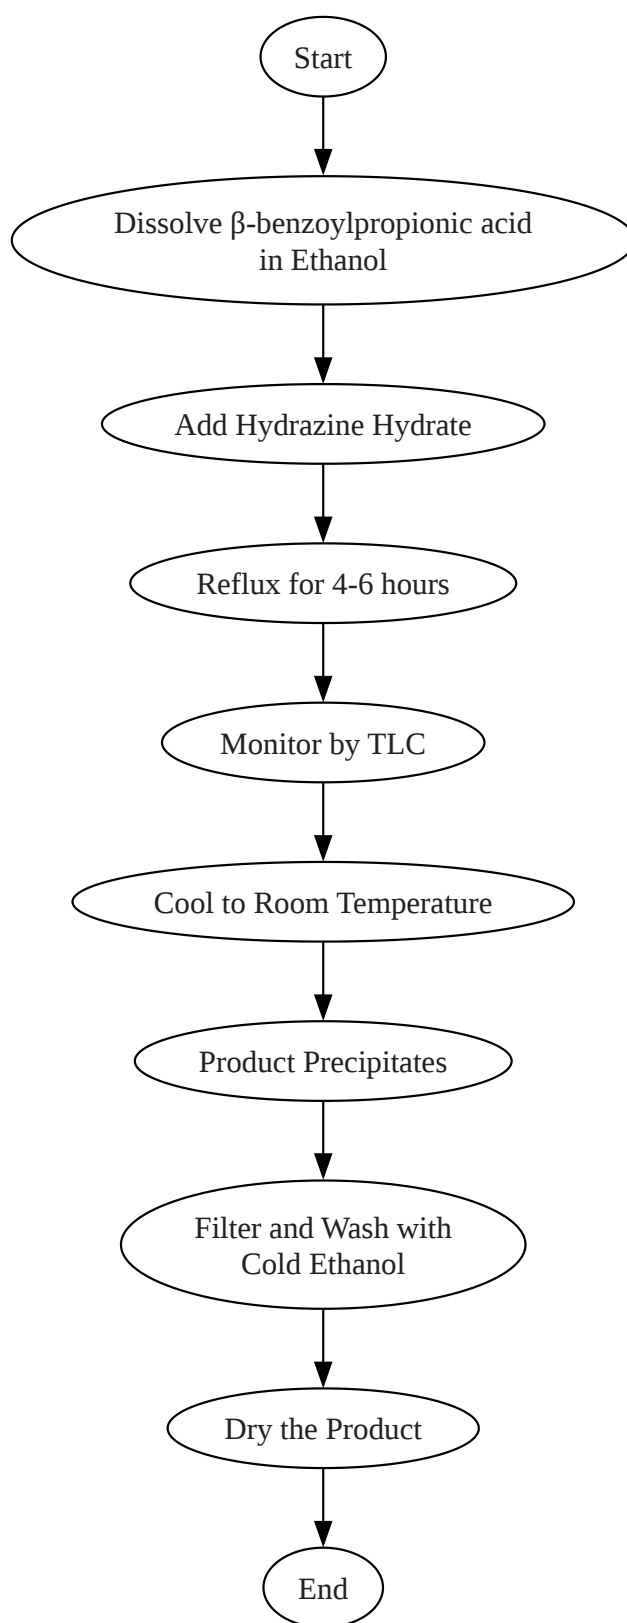 Start
Dissolve β-benzoylpropionic acid
in Ethanol
Add Hydrazine Hydrate
Reflux for 4-6 hours
Monitor by TLC
Cool to Room Temperature
Product Precipitates
Filter and Wash with
Cold Ethanol
Dry the Product
End